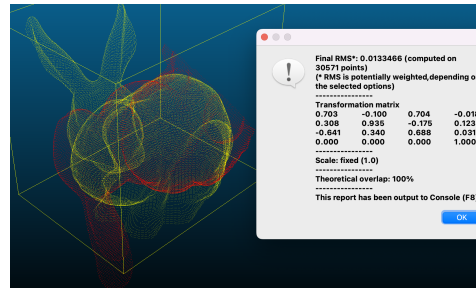 Final RMS*: 0.0133466 (computed on
30571 points)
(* RMS is potentially weighted,depending o
the selected options)
----------------
Transformation matrix
0.703 -0.100 0.704 -0.018
0.308 0.935 -0.175 0.123
-0.641 0.340 0.688 0.031
0.000 0.000 0.000 1.000
----------------
Scale: fixed (1.0)
----------------
Theoretical overlap: 100%
----------------
This report has been output to Console (F8)
OK